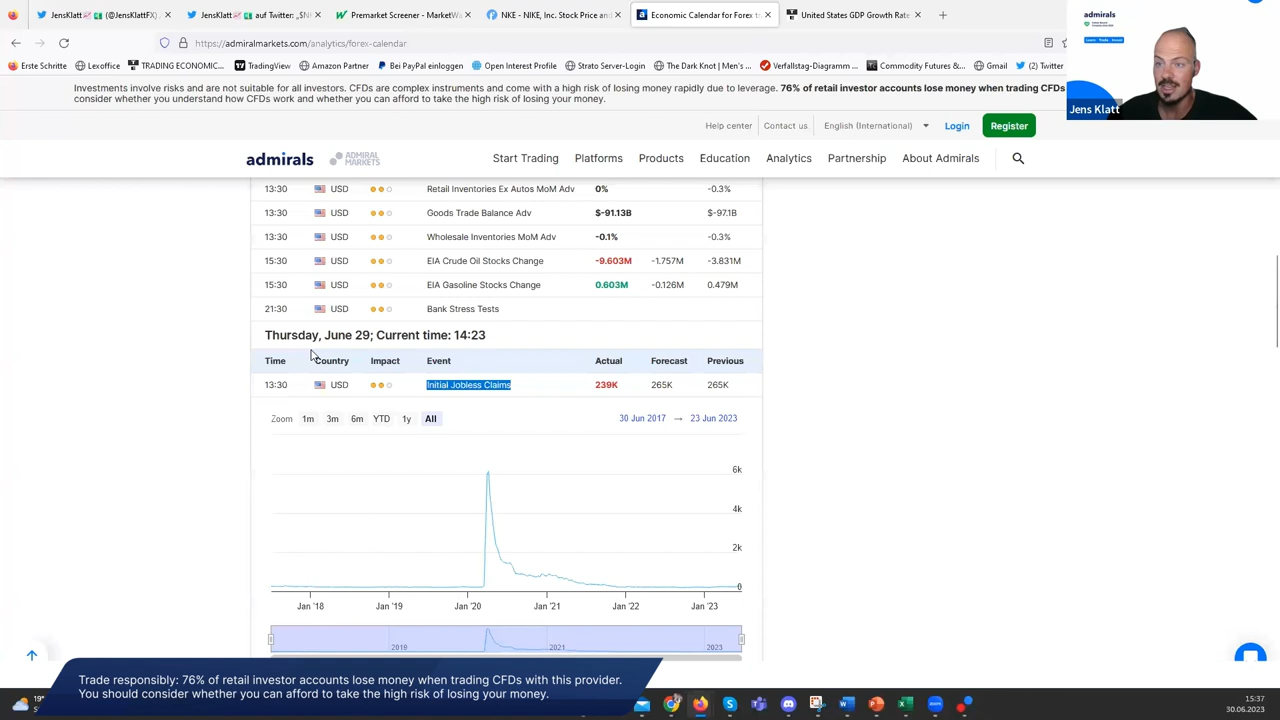 JensKlatt 📈 🇪🇺 (@JensKlattFX)
JensKlatt 📈 🇪🇺 auf Twitter: „$N
Premarket Screener - MarketWa
NKE - NIKE, Inc. Stock Price and
Economic Calendar for Forex to
United States GDP Growth Rate
https://admiralmarkets.com/analytics/forex-cal
Erste Schritte
Lexoffice
TRADING ECONOMIC...
TradingView
Amazon Partner
Bei PayPal einloggen
Open Interest Profile
Strato Server-Login
The Dark Knot | Men's ...
Verfallstag-Diagramm ...
Commodity Futures &...
Gmail
(2) Twitter
Investments involve risks and are not suitable for all investors. CFDs are complex instruments and come with a high risk of losing money rapidly due to leverage. 76% of retail investor accounts lose money when trading CFDs
consider whether you understand how CFDs work and whether you can afford to take the high risk of losing your money.
admirals
Jens Klatt
Help center
Contact us
English (International)
Login
Register
admirals
ADMIRAL
MARKETS
Start Trading
Platforms
Products
Education
Analytics
Partnership
About Admirals
13:30 USD Retail Inventories Ex Autos MoM Adv 0% -0.3%
13:30 USD Goods Trade Balance Adv $-91.13B $-97.1B
13:30 USD Wholesale Inventories MoM Adv -0.1% -0.3%
15:30 USD EIA Crude Oil Stocks Change -9.603M -1.757M -3.831M
15:30 USD EIA Gasoline Stocks Change 0.603M -0.126M 0.479M
21:30 USD Bank Stress Tests
Thursday, June 29; Current time: 14:23
Time Country Impact Event Actual Forecast Previous
13:30 USD Initial Jobless Claims 239K 265K 265K
Zoom 1m 3m 6m YTD 1y All 30 Jun 2017 → 23 Jun 2023
6k
4k
2k
0
Jan '18 Jan '19 Jan '20 Jan '21 Jan '22 Jan '23
2019 2021 2023
Trade responsibly: 76% of retail investor accounts lose money when trading CFDs with this provider.
You should consider whether you can afford to take the high risk of losing your money.
15:37
30.06.2023